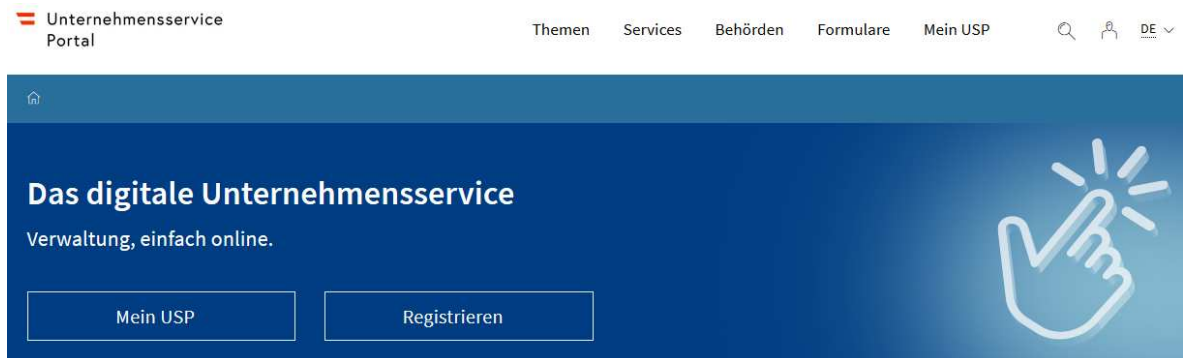 Unternehmensservice
Portal
Themen Services Behörden Formulare Mein USP DE
Das digitale Unternehmensservice
Verwaltung, einfach online.
Mein USP Registrieren